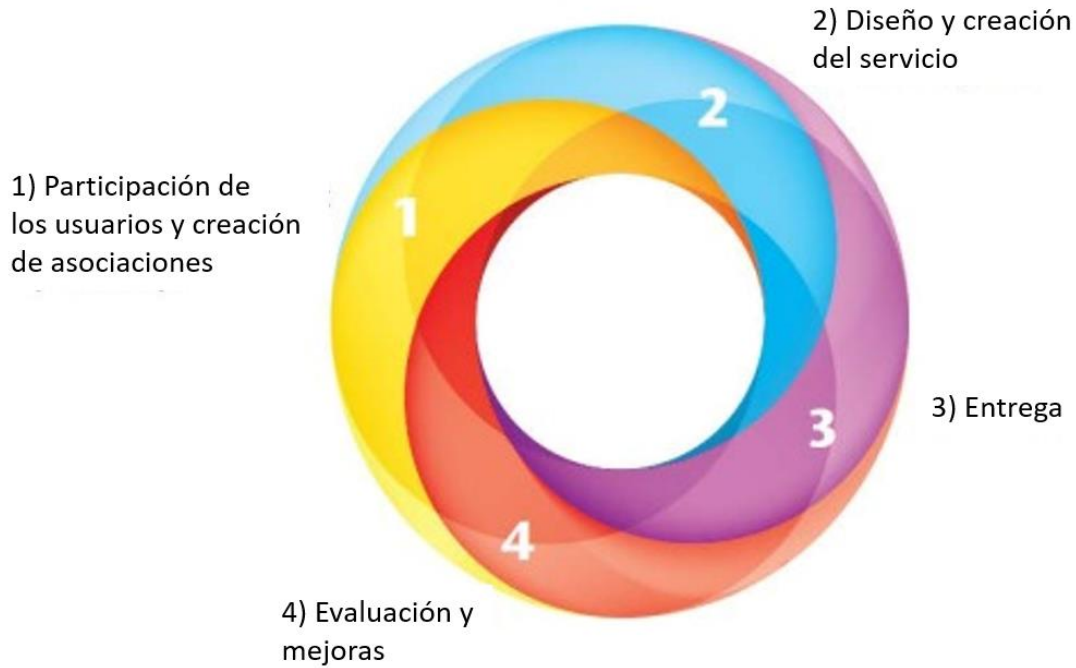 1) Participación de
los usuarios y creación
de asociaciones
2) Diseño y creación
del servicio
3) Entrega
4) Evaluación y
mejoras
1
2
3
4